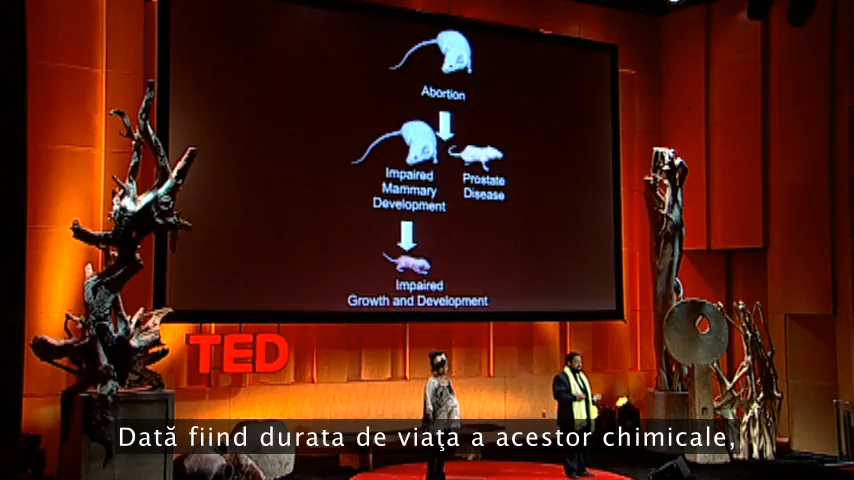 Abortion
Impaired
Mammary
Development
Prostate
Disease
Impaired
Growth and Development
TED
Dată fiind durata de viaţa a acestor chimicale,